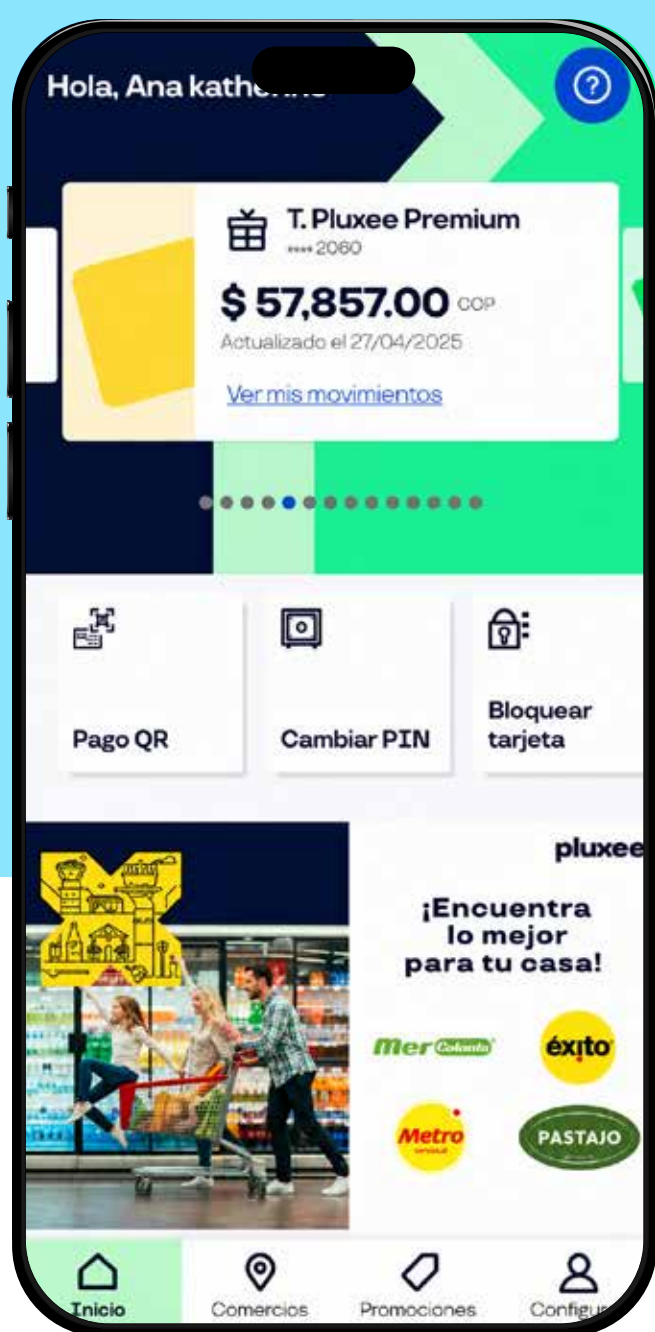 Hola, Ana
?
T. Pluxee Premium
•••• 2060
$ 57,857.00 COP
Actualizado el 27/04/2025
Ver mis movimientos
Pago QR
Cambiar PIN
Bloquear
tarjeta
pluxee
¡Encuentra
lo mejor
para tu casa!
Mer Colanta
éxito
Metro
PASTAJO
Inicio
Comercios
Promociones